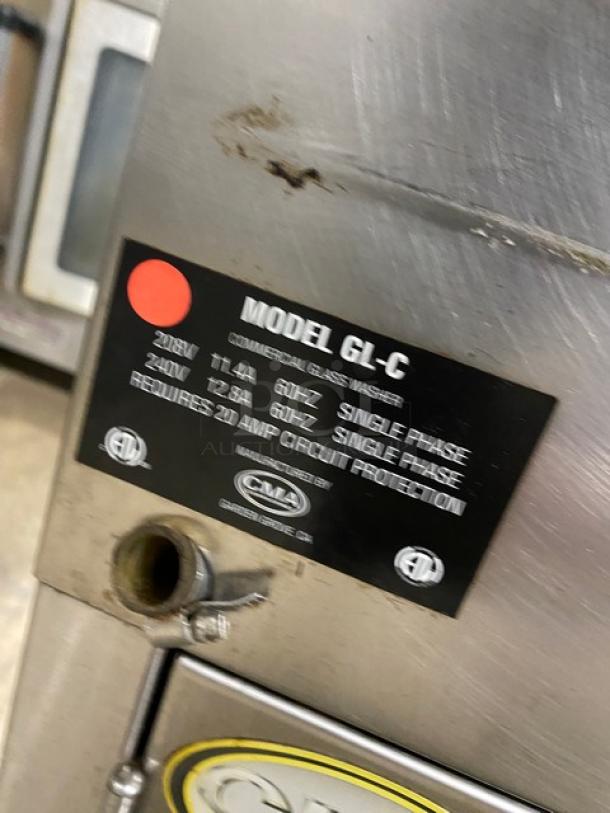 MODEL GL-C
COMMERCIAL GLASS WASHER
208V 11.4A 60HZ SINGLE PHASE
240V 12.8A 60HZ SINGLE PHASE
REQUIRES 20 AMP CIRCUIT PROTECTION
MANUFACTURED BY
CMA
GARDEN GROVE, CA